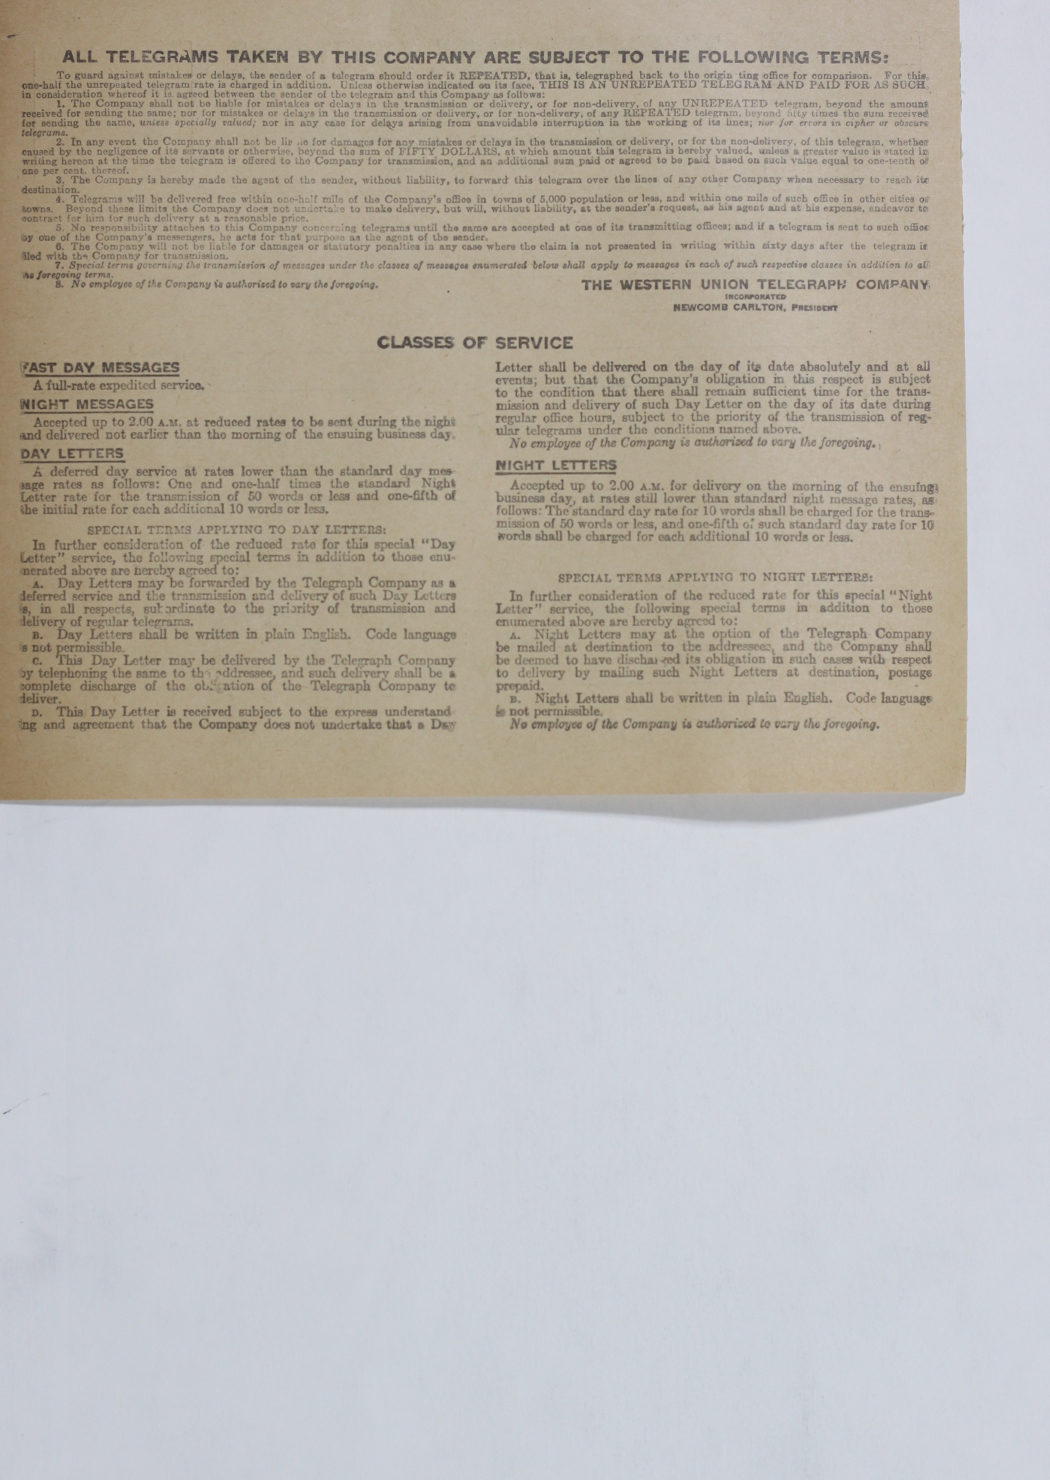 ALL TELEGRAMS TAKEN BY THIS COMPANY ARE SUBJECT TO THE FOLLOWING TERMS:
To guard against mistakes or delays, the sender of a telegram should order it REPEATED, that is, telegraphed back to the origin ting office for comparison. For this,
one-half the unrepeated telegram rate is charged in addition. Unless otherwise indicated on its face, THIS IS AN UNREPEATED TELEGRAM AND PAID FOR AS SUCH,
in consideration whereof it is agreed between the sender of the telegram and this Company as follows:
1. The Company shall not be liable for mistakes or delays in the transmission or delivery, or for non-delivery, of any UNREPEATED telegram, beyond the amount
received for sending the same; nor for mistakes or delays in the transmission or delivery, or for non-delivery, of any REPEATED telegram, beyond fifty times the sum received
for sending the same, unless specially valued; nor in any case for delays arising from unavoidable interruption in the working of its lines; nor for errors in cipher or obscure
telegrams.
2. In any event the Company shall not be for damages for any mistakes or delays in the transmission or delivery, or for the non-delivery, of this telegram, whether
caused by the negligence of its servants or otherwise, beyond the sum of FIFTY DOLLARS, at which amount this telegram is hereby valued, unless a greater value is stated in
writing hereon at the time the telegram is offered to the Company for transmission, and an additional sum paid or agreed to be paid based on such value equal to one-tenth of
one per cent. thereof.
3. The Company is hereby made the agent of the sender, without liability, to forward this telegram over the lines of any other Company when necessary to reach its
destination.
4. Telegrams will be delivered free within one-half mile of the Company's office in towns of 5,000 population or less, and within one mile of such office in other cities or
towns. Beyond these limits the Company does not undertake to make delivery, but will, without liability, at the sender's request, as his agent and at his expense, endeavor to
contract for him for such delivery at a reasonable price.
5. No responsibility attaches to this Company concerning telegrams until the same are accepted at one of its transmitting offices; and if a telegram is sent to such office
by one of the Company's messengers, he acts for that purpose as the agent of the sender.
6. The Company will not be liable for damages or statutory penalties in any case where the claim is not presented in writing within sixty days after the telegram is
filed with the Company for transmission.
7. Special terms governing the transmission of messages under the classes of messages enumerated below shall apply to messages in each of such respective classes in addition to all
the foregoing terms.
8. No employee of the Company is authorized to vary the foregoing.
THE WESTERN UNION TELEGRAPH COMPANY
INCORPORATED
NEWCOMB CARLTON, PRESIDENT
CLASSES OF SERVICE
FAST DAY MESSAGES
A full-rate expedited service.
NIGHT MESSAGES
Accepted up to 2.00 A.M. at reduced rates to be sent during the night
and delivered not earlier than the morning of the ensuing business day.
DAY LETTERS
A deferred day service at rates lower than the standard day mes-
sage rates as follows: One and one-half times the standard Night
Letter rate for the transmission of 50 words or less and one-fifth of
the initial rate for each additional 10 words or less.
SPECIAL TERMS APPLYING TO DAY LETTERS:
In further consideration of the reduced rate for this special "Day
Letter" service, the following special terms in addition to those enu-
merated above are hereby agreed to:
A. Day Letters may be forwarded by the Telegraph Company as a
deferred service and the transmission and delivery of such Day Letters
is, in all respects, subordinate to the priority of transmission and
delivery of regular telegrams.
B. Day Letters shall be written in plain English. Code language
is not permissible.
C. This Day Letter may be delivered by the Telegraph Company
by telephoning the same to the addressee, and such delivery shall be a
complete discharge of the obligation of the Telegraph Company to
deliver.
D. This Day Letter is received subject to the express understand-
ing and agreement that the Company does not undertake that a Day
Letter shall be delivered on the day of its date absolutely and at all
events; but that the Company's obligation in this respect is subject
to the condition that there shall remain sufficient time for the trans-
mission and delivery of such Day Letter on the day of its date during
regular office hours, subject to the priority of the transmission of reg-
ular telegrams under the conditions named above.
No employee of the Company is authorized to vary the foregoing.
NIGHT LETTERS
Accepted up to 2.00 A.M. for delivery on the morning of the ensuing
business day, at rates still lower than standard night message rates, as
follows: The standard day rate for 10 words shall be charged for the trans-
mission of 50 words or less, and one-fifth of such standard day rate for 10
words shall be charged for each additional 10 words or less.
SPECIAL TERMS APPLYING TO NIGHT LETTERS:
In further consideration of the reduced rate for this special "Night
Letter" service, the following special terms in addition to those
enumerated above are hereby agreed to:
A. Night Letters may at the option of the Telegraph Company
be mailed at destination to the addressees, and the Company shall
be deemed to have discharged its obligation in such cases with respect
to delivery by mailing such Night Letters at destination, postage
prepaid.
B. Night Letters shall be written in plain English. Code language
is not permissible.
No employee of the Company is authorized to vary the foregoing.